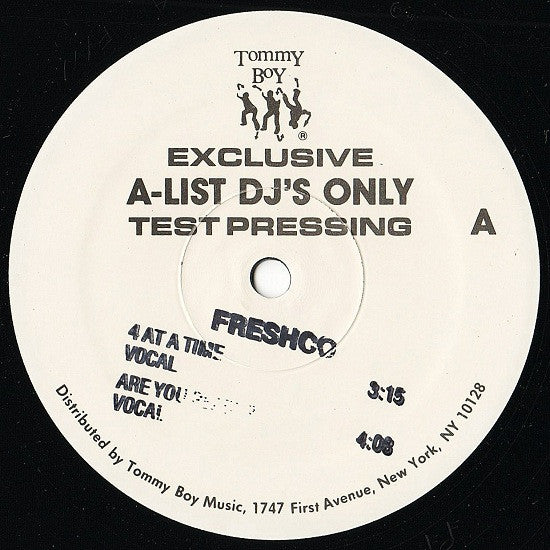 TOMMY
BOY
®
EXCLUSIVE
A-LIST DJ'S ONLY
TEST PRESSING
A
FRESHCO
4 AT A TIME
VOCAL
3:15
ARE YOU
VOCAL
4:08
Distributed by Tommy Boy Music, 1747 First Avenue, New York, NY 10128